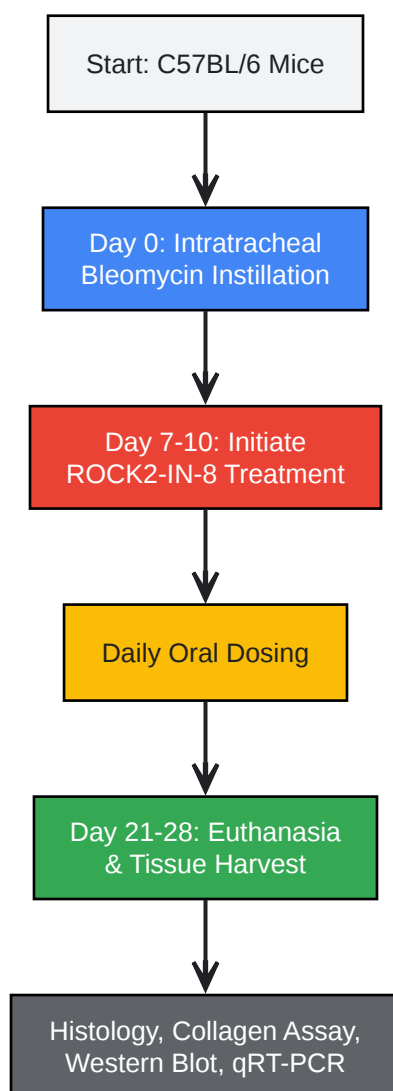 Start: C57BL/6 Mice
Day 0: Intratracheal
Bleomycin Instillation
Day 7-10: Initiate
ROCK2-IN-8 Treatment
Daily Oral Dosing
Day 21-28: Euthanasia
& Tissue Harvest
Histology, Collagen Assay,
Western Blot, qRT-PCR